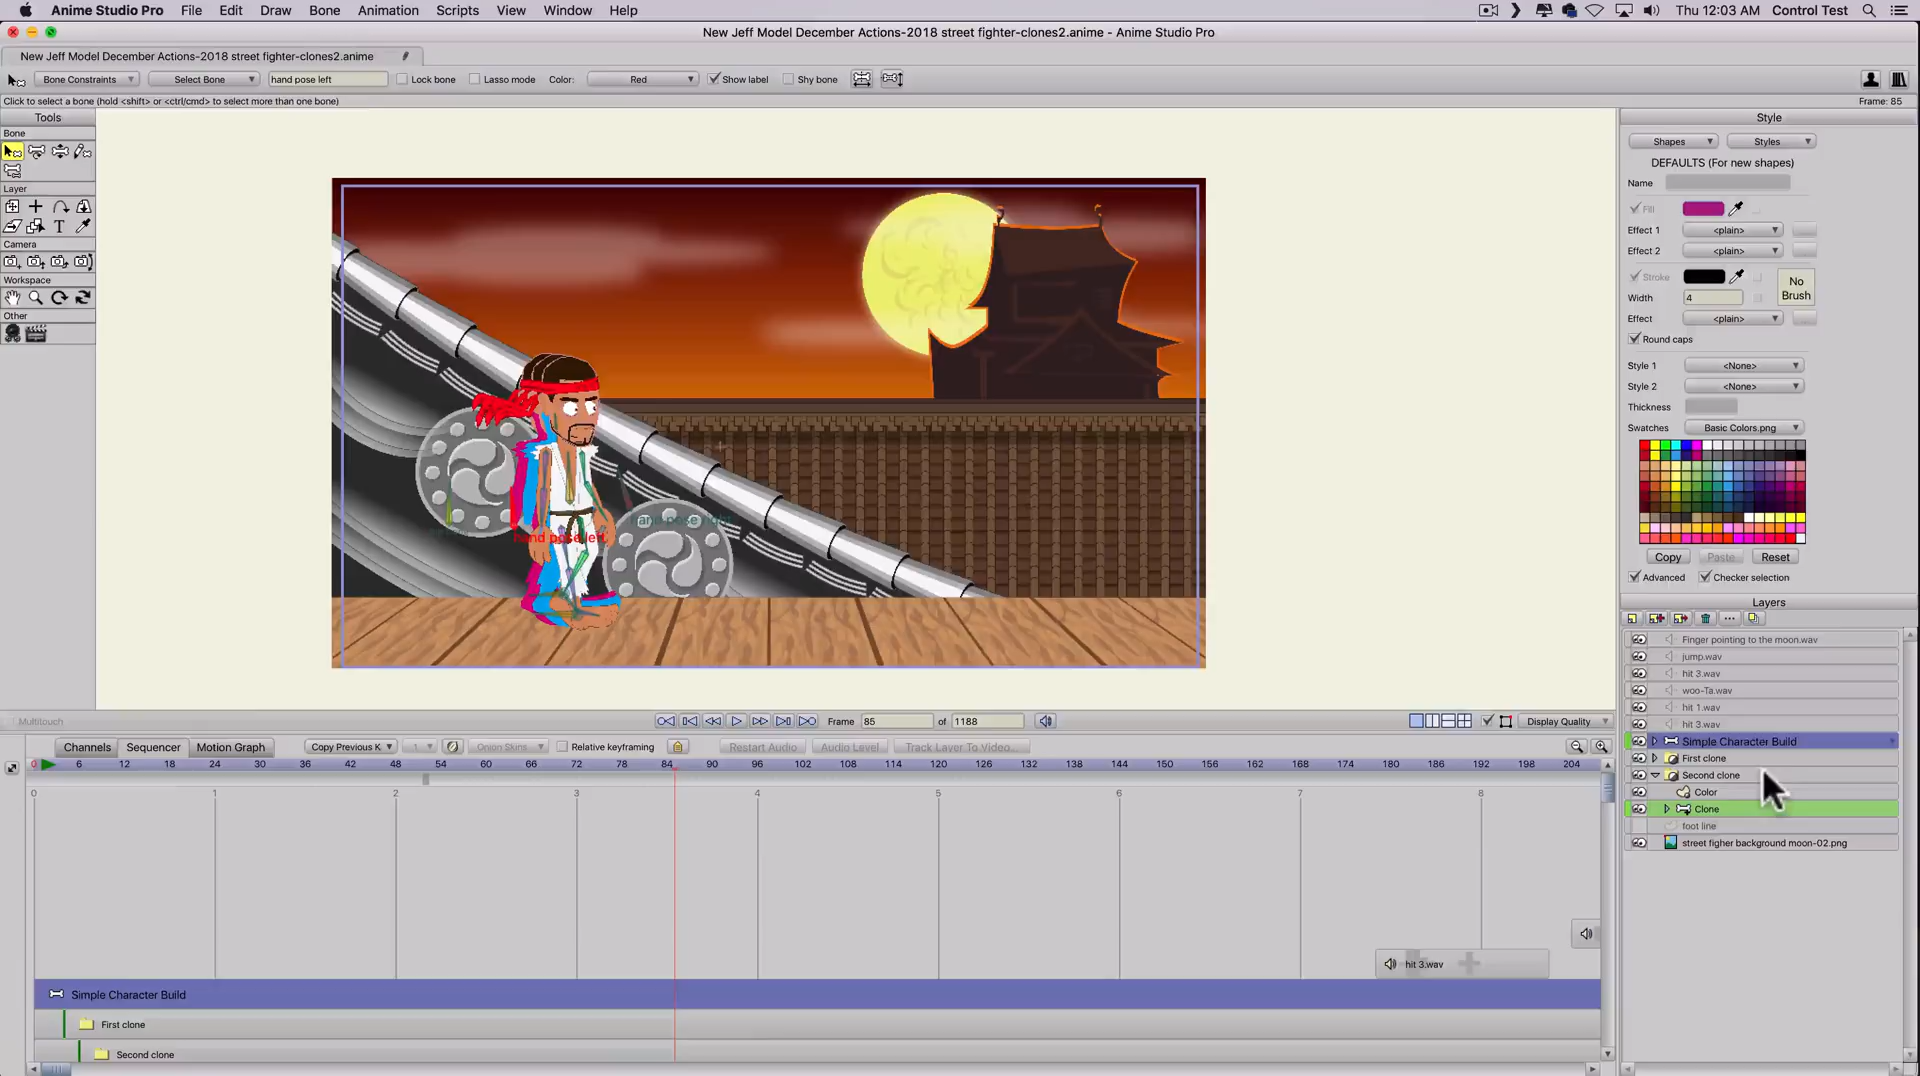 Anime Studio Pro File Edit Draw Bone Animation Scripts View Window Help Thu 12:03 AM Control Test
New Jeff Model December Actions-2018 street fighter-clones2.anime - Anime Studio Pro
New Jeff Model December Actions-2018 street fighter-clones2.anime
Bone Constraints Select Bone hand pose left Lock bone Lasso mode Color: Red Show label Shy bone
Click to select a bone (hold <shift> or <ctrl/cmd> to select more than one bone) Frame: 85
Tools
Bone
Layer
Camera
Workspace
Other
hand pose right
hand pose left
Style
Shapes Styles
DEFAULTS (For new shapes)
Name
Fill
Effect 1 <plain>
Effect 2 <plain>
Stroke
No Brush
Width 4
Effect <plain>
Round caps
Style 1 <None>
Style 2 <None>
Thickness
Swatches Basic Colors.png
Copy Paste Reset
Advanced Checker selection
Layers
Finger pointing to the moon.wav
jump.wav
hit 3.wav
woo-Ta.wav
hit 1.wav
hit 3.wav
Simple Character Build
First clone
Second clone
Color
Clone
foot line
street figher background moon-02.png
Multitouch Frame 85 of 1188 Display Quality
Channels Sequencer Motion Graph Copy Previous K 1 Onion Skins Relative keyframing Restart Audio Audio Level Track Layer To Video...
0 6 12 18 24 30 36 42 48 54 60 66 72 78 84 90 96 102 108 114 120 126 132 138 144 150 156 162 168 174 180 186 192 198 204
0 1 2 3 4 5 6 7 8
hit 3.wav
Simple Character Build
First clone
Second clone